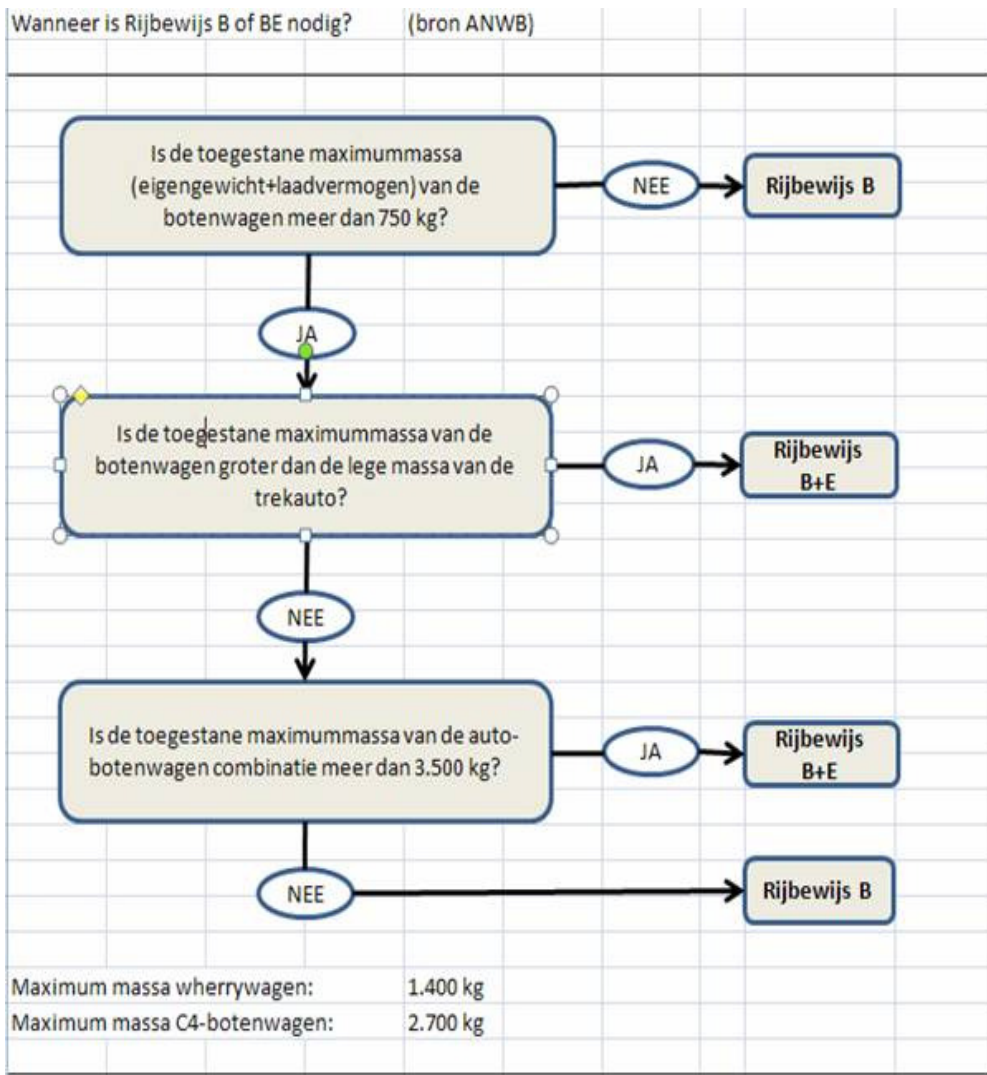 Wanneer is Rijbewijs B of BE nodig? (bron ANWB)
Is de toegestane maximummassa
(eigengewicht+laadvermogen) van de
botenwagen meer dan 750 kg?
NEE
Rijbewijs B
JA
Is de toegestane maximummassa van de
botenwagen groter dan de lege massa van de
trekauto?
JA
Rijbewijs
B+E
NEE
Is de toegestane maximummassa van de auto-
botenwagen combinatie meer dan 3.500 kg?
JA
Rijbewijs
B+E
NEE
Rijbewijs B
Maximum massa wherrywagen: 1.400 kg
Maximum massa C4-botenwagen: 2.700 kg